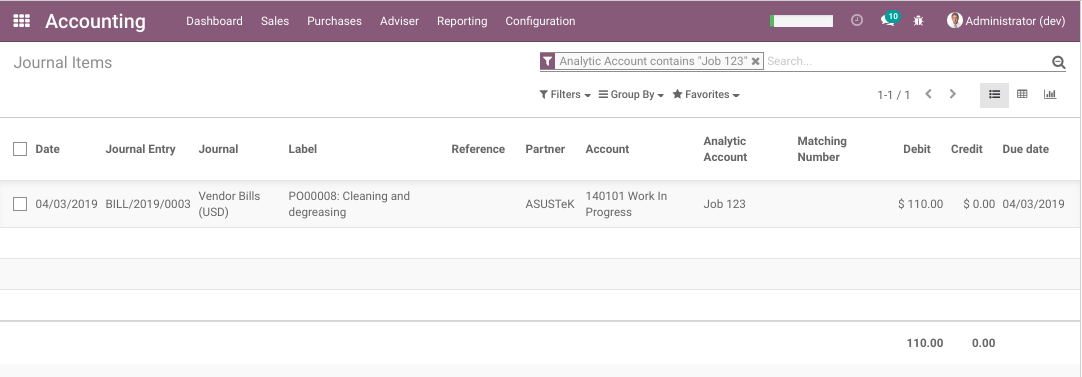 Accounting Dashboard Sales Purchases Adviser Reporting Configuration 10 Administrator (dev)
Journal Items Analytic Account contains "Job 123" Search...
Filters Group By Favorites 1-1 / 1
Date Journal Entry Journal Label Reference Partner Account Analytic Account Matching Number Debit Credit Due date
04/03/2019 BILL/2019/0003 Vendor Bills (USD) PO00008: Cleaning and degreasing ASUSTeK 140101 Work In Progress Job 123 $ 110.00 $ 0.00 04/03/2019
110.00 0.00